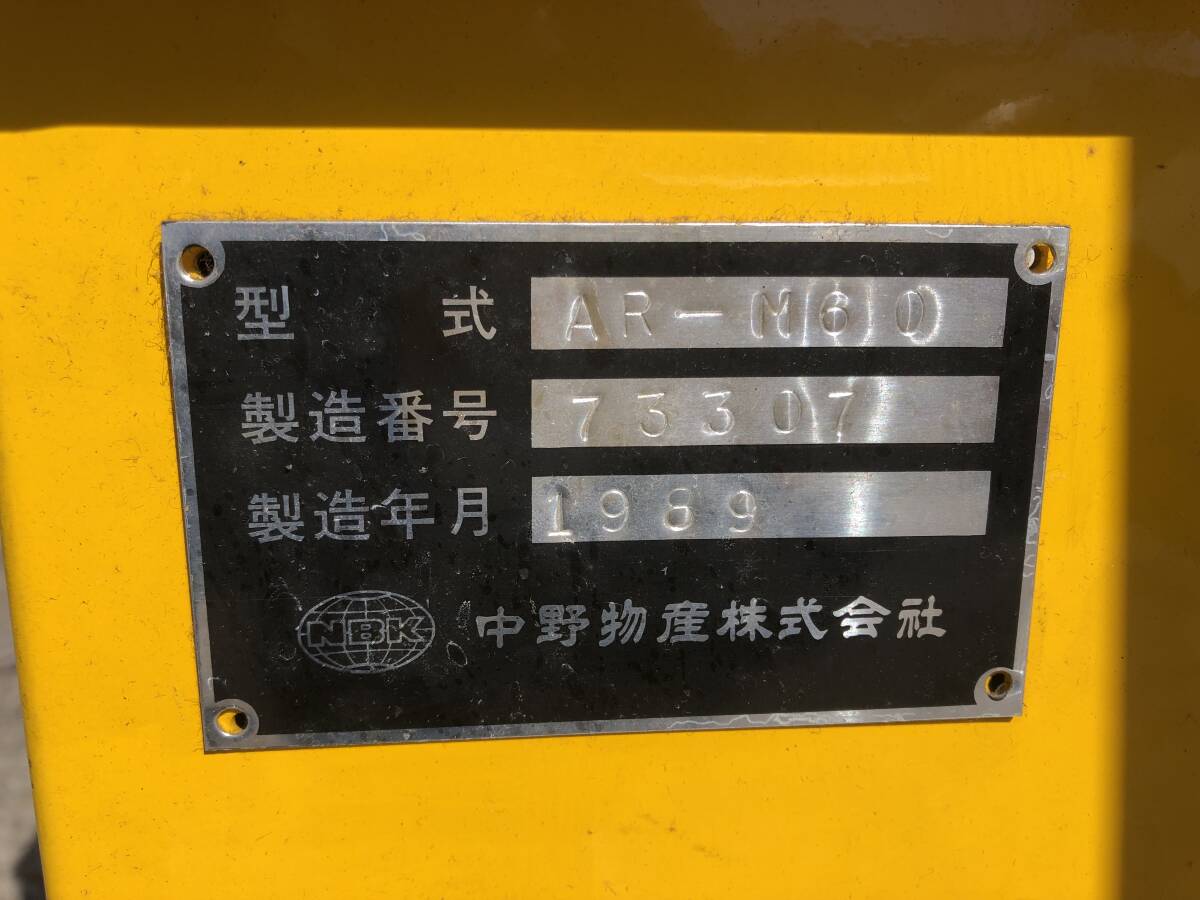 型式 AR-M60
製造番号 73307
製造年月 1989
NBK 中野物産株式会社